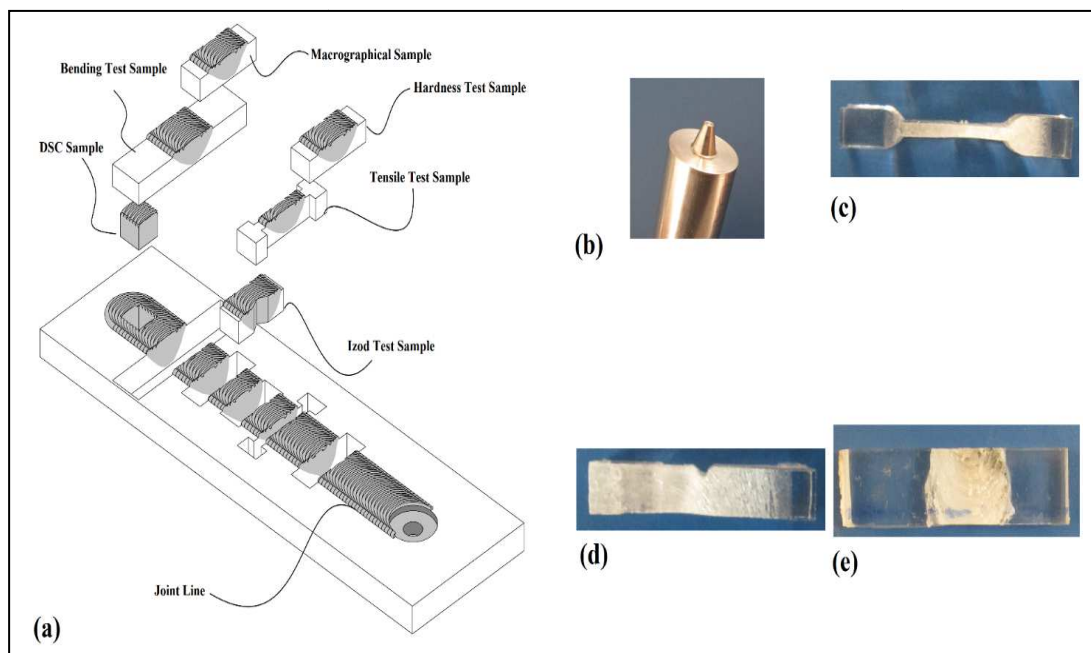 Macrographical Sample
Bending Test Sample
Hardness Test Sample
DSC Sample
Tensile Test Sample
Izod Test Sample
Joint Line
(a)
(b)
(c)
(d)
(e)